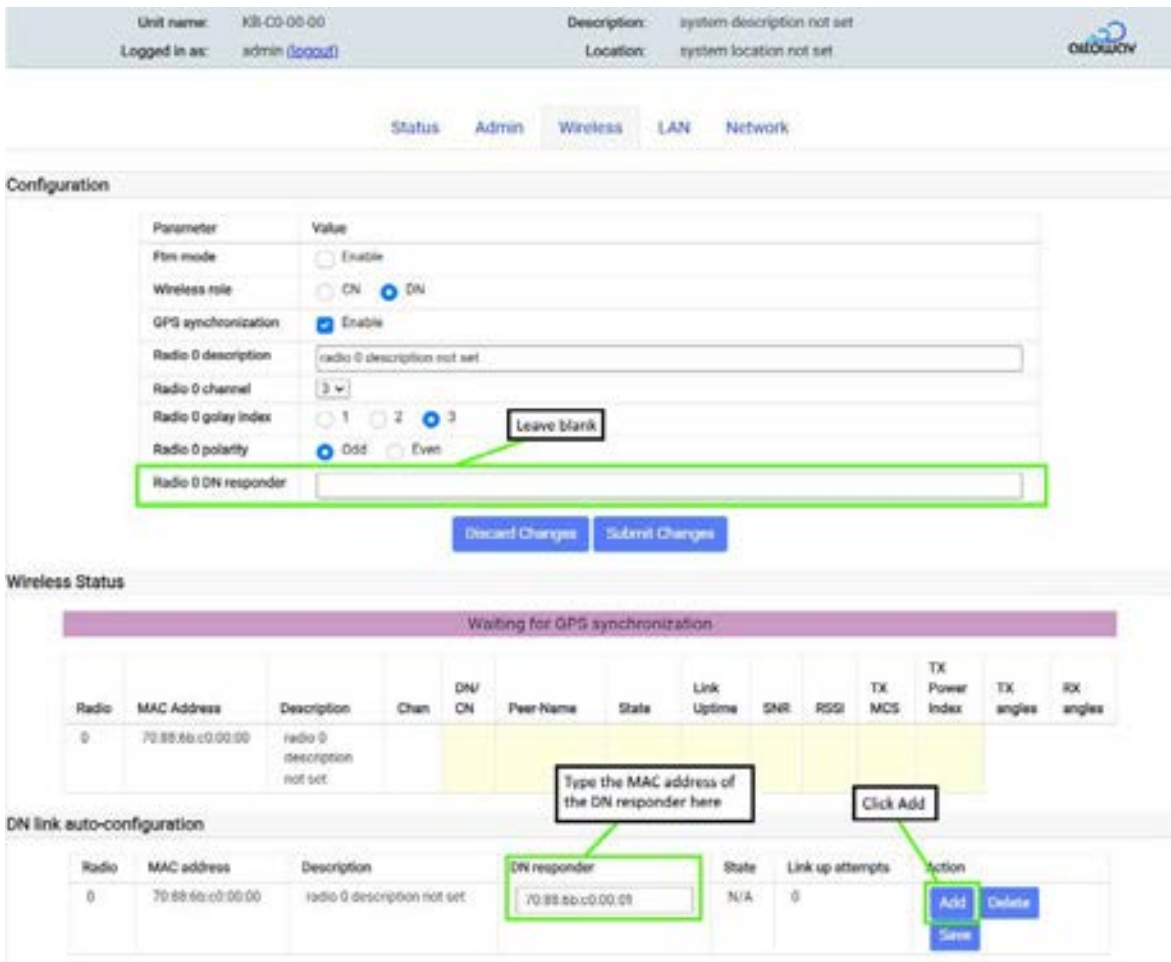 Unit name: KB-C0-00-00 Description: system description not set
Logged in as: admin (logout) Location: system location not set
Status Admin Wireless LAN Network
Configuration
Parameter Value
Ftm mode Enable
Wireless role CN DN
GPS synchronization Enable
Radio 0 description radio 0 description not set
Radio 0 channel 3
Radio 0 golay index 1 2 3
Leave blank
Radio 0 polarity Odd Even
Radio 0 DN responder
Discard Changes Submit Changes
Wireless Status
Waiting for GPS synchronization
Radio MAC Address Description Chan DN/ CN Peer-Name State Link Uptime SNR RSSI TX MCS TX Power Index TX angles RX angles
0 70:88:6b:c0:00:00 radio 0
description
not set
Type the MAC address of
the DN responder here
Click Add
DN link auto-configuration
Radio MAC address Description DN responder State Link up attempts Action
0 70:88:6b:c0:00:00 radio 0 description not set 70:88:6b:c0:00:01 N/A 0 Add Delete
Save